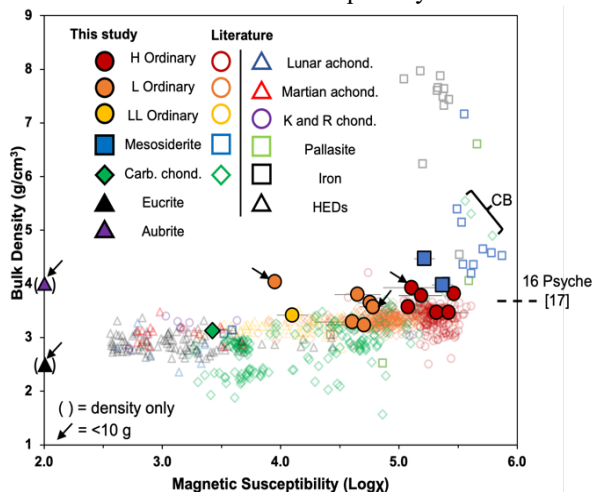 This study Literature
H Ordinary
L Ordinary
LL Ordinary
Mesosiderite
Carb. chond.
Eucrite
Aubrite
Lunar achond.
Martian achond.
K and R chond.
Pallasite
Iron
HEDs
CB
16 Psyche
[17]
( )
( )
( ) = density only
= <10 g
Bulk Density (g/cm³)
9
8
7
6
5
4
3
2
1
2.0 3.0 4.0 5.0 6.0
Magnetic Susceptibility (Logχ)